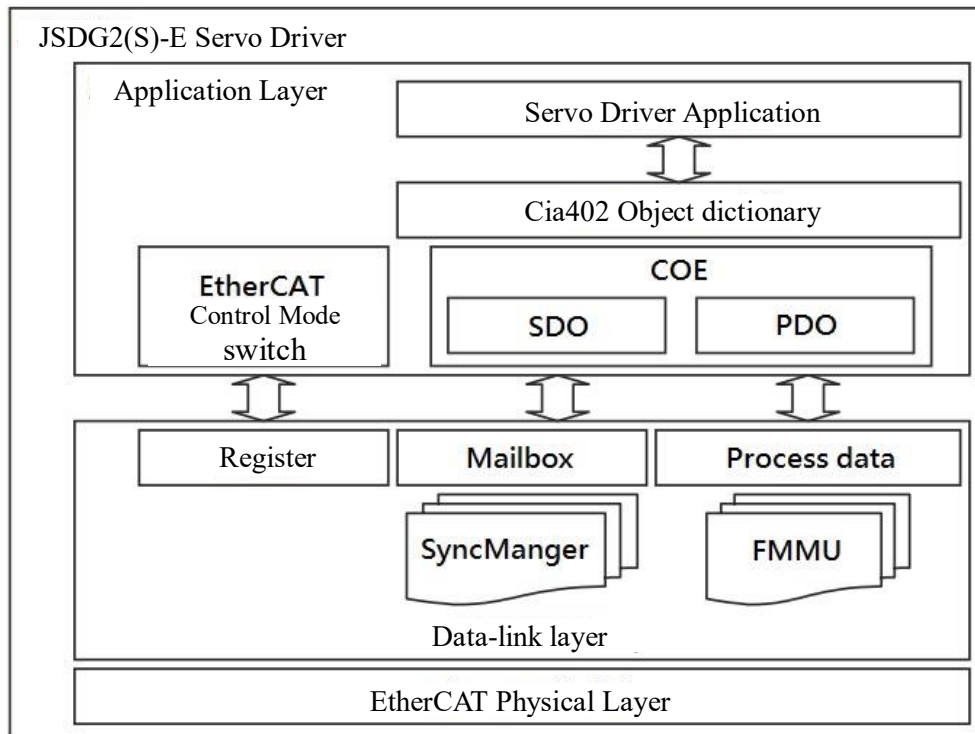 JSDG2(S)-E Servo Driver
Application Layer
Servo Driver Application
Cia402 Object dictionary
EtherCAT
Control Mode
switch
COE
SDO
PDO
Register
Mailbox
Process data
SyncManger
FMMU
Data-link layer
EtherCAT Physical Layer